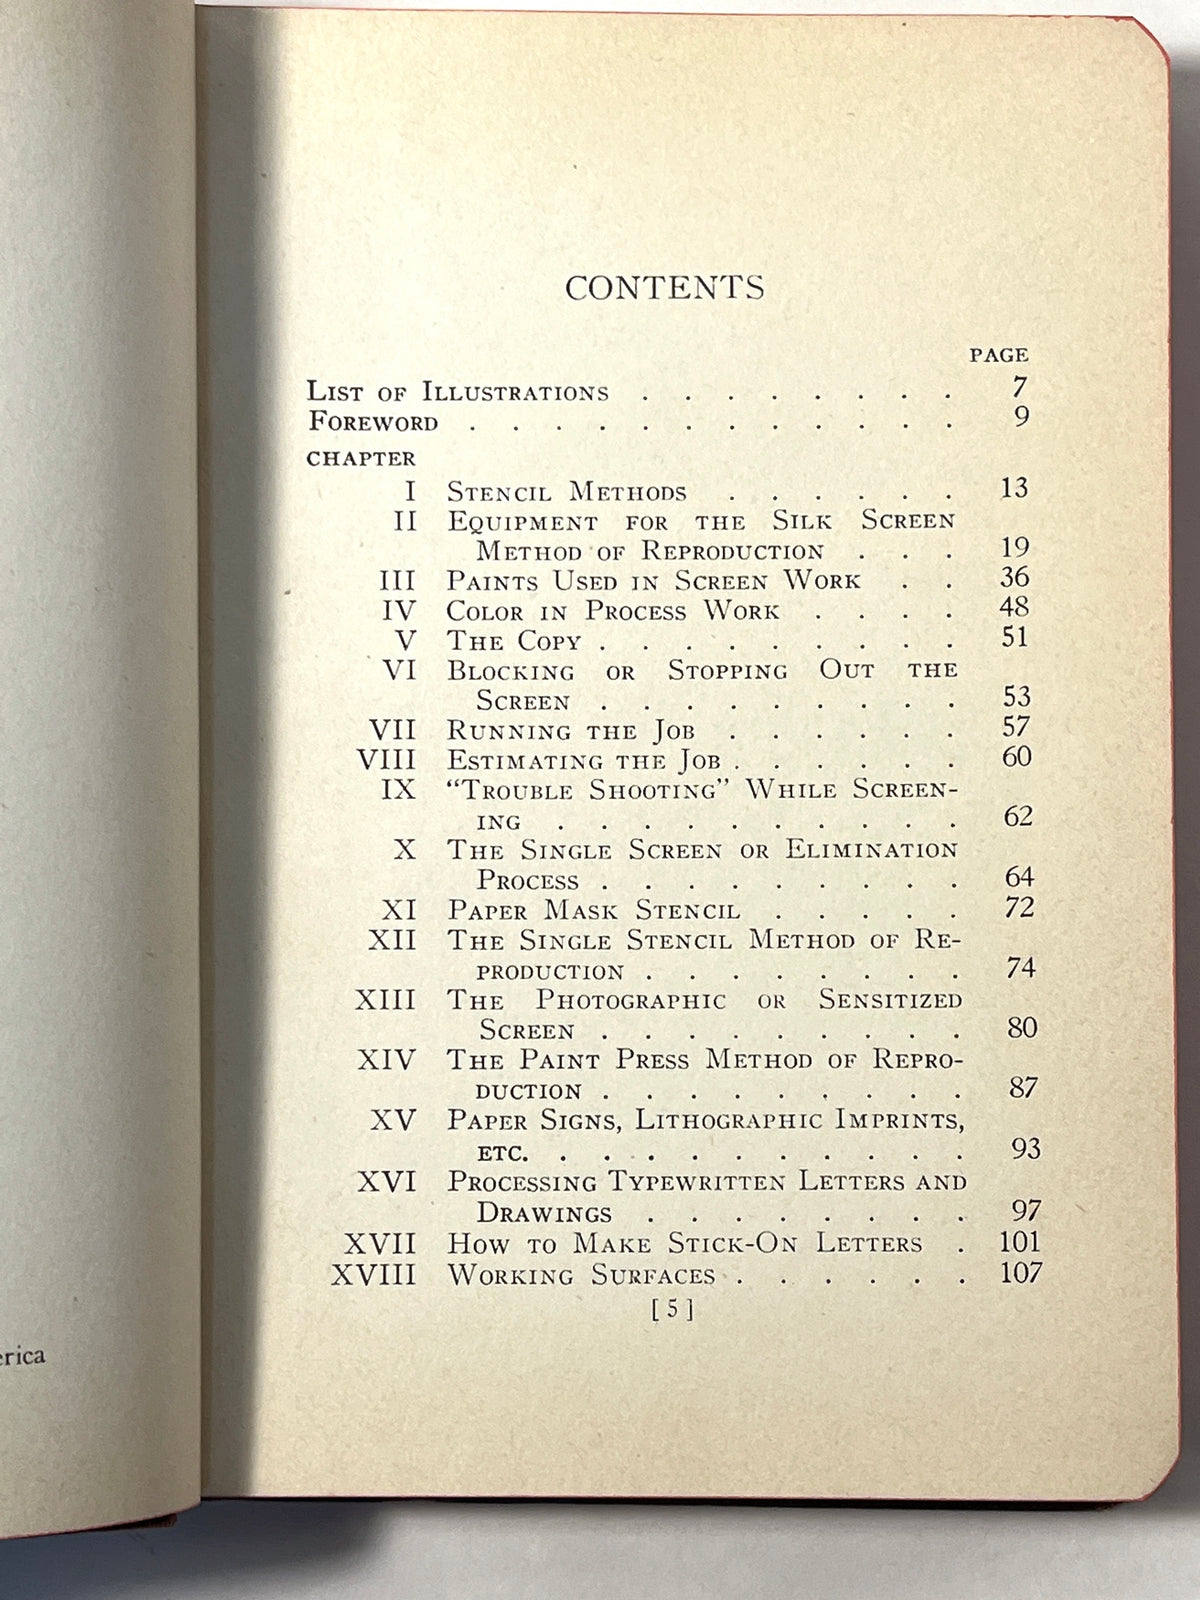 CONTENTS
PAGE
LIST OF ILLUSTRATIONS . . . . . . . . 7
FOREWORD . . . . . . . . . . . . 9
CHAPTER
I STENCIL METHODS . . . . . . 13
II EQUIPMENT FOR THE SILK SCREEN
METHOD OF REPRODUCTION . . . 19
III PAINTS USED IN SCREEN WORK . . 36
IV COLOR IN PROCESS WORK . . . . 48
V THE COPY . . . . . . . . . 51
VI BLOCKING OR STOPPING OUT THE
SCREEN . . . . . . . . . 53
VII RUNNING THE JOB . . . . . . 57
VIII ESTIMATING THE JOB . . . . . . 60
IX “TROUBLE SHOOTING” WHILE SCREEN-
ING . . . . . . . . . . 62
X THE SINGLE SCREEN OR ELIMINATION
PROCESS . . . . . . . . . 64
XI PAPER MASK STENCIL . . . . . 72
XII THE SINGLE STENCIL METHOD OF RE-
PRODUCTION . . . . . . . . 74
XIII THE PHOTOGRAPHIC OR SENSITIZED
SCREEN . . . . . . . . . 80
XIV THE PAINT PRESS METHOD OF REPRO-
DUCTION . . . . . . . . . 87
XV PAPER SIGNS, LITHOGRAPHIC IMPRINTS,
ETC. . . . . . . . . . . 93
XVI PROCESSING TYPEWRITTEN LETTERS AND
DRAWINGS . . . . . . . . 97
XVII HOW TO MAKE STICK-ON LETTERS . 101
XVIII WORKING SURFACES . . . . . . 107
[ 5 ]